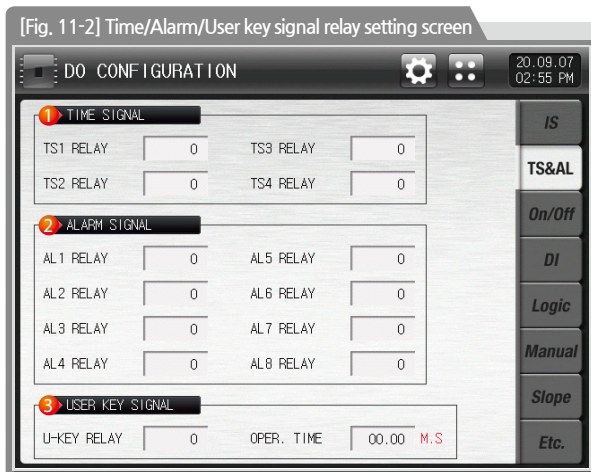 [Fig. 11-2] Time/Alarm/User key signal relay setting screen
DO CONFIGURATION
20.09.07
02:55 PM
1 TIME SIGNAL
TS1 RELAY 0 TS3 RELAY 0
TS2 RELAY 0 TS4 RELAY 0
2 ALARM SIGNAL
AL1 RELAY 0 AL5 RELAY 0
AL2 RELAY 0 AL6 RELAY 0
AL3 RELAY 0 AL7 RELAY 0
AL4 RELAY 0 AL8 RELAY 0
3 USER KEY SIGNAL
U-KEY RELAY 0 OPER. TIME 00.00 M.S
IS
TS&AL
On/Off
DI
Logic
Manual
Slope
Etc.